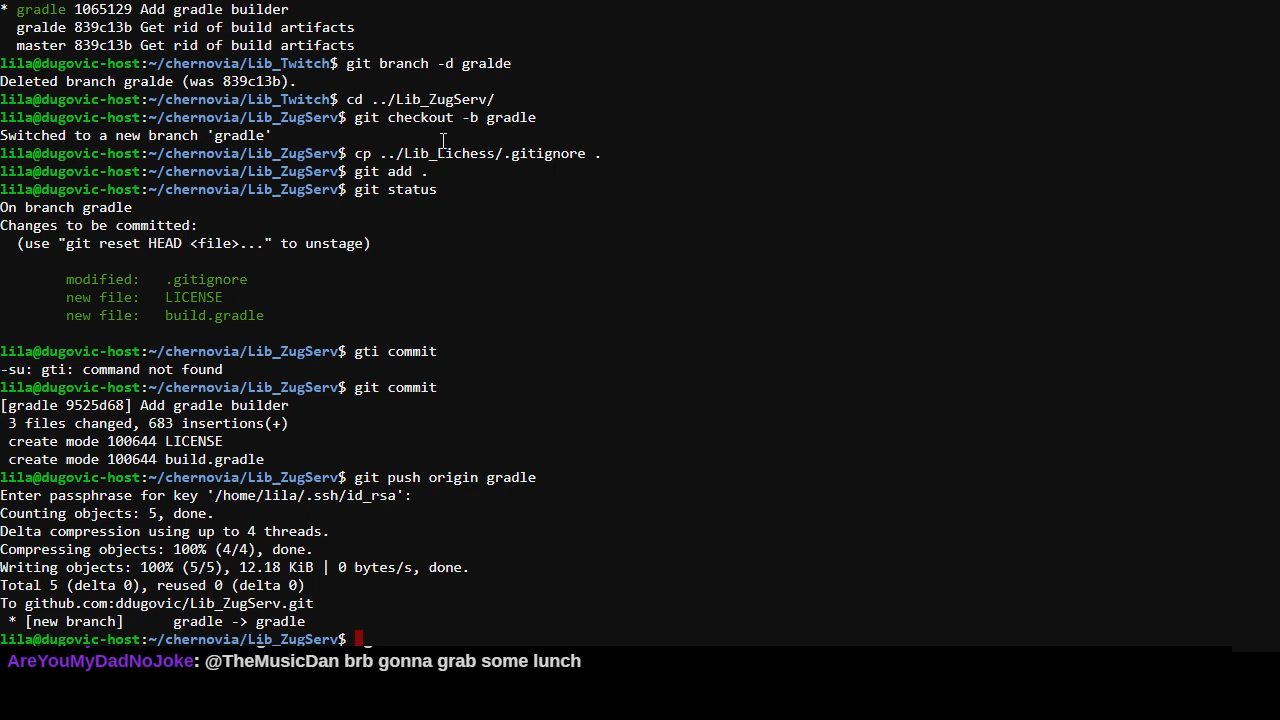 * gradle 1065129 Add gradle builder
  gralde 839c13b Get rid of build artifacts
  master 839c13b Get rid of build artifacts
lila@dugovic-host:~/chernovia/Lib_Twitch$ git branch -d gralde
Deleted branch gralde (was 839c13b).
lila@dugovic-host:~/chernovia/Lib_Twitch$ cd ../Lib_ZugServ/
lila@dugovic-host:~/chernovia/Lib_ZugServ$ git checkout -b gradle
Switched to a new branch 'gradle'
lila@dugovic-host:~/chernovia/Lib_ZugServ$ cp ../Lib_Lichess/.gitignore .
lila@dugovic-host:~/chernovia/Lib_ZugServ$ git add .
lila@dugovic-host:~/chernovia/Lib_ZugServ$ git status
On branch gradle
Changes to be committed:
  (use "git reset HEAD <file>..." to unstage)
        modified:   .gitignore
        new file:   LICENSE
        new file:   build.gradle
lila@dugovic-host:~/chernovia/Lib_ZugServ$ gti commit
-su: gti: command not found
lila@dugovic-host:~/chernovia/Lib_ZugServ$ git commit
[gradle 9525d68] Add gradle builder
 3 files changed, 683 insertions(+)
 create mode 100644 LICENSE
 create mode 100644 build.gradle
lila@dugovic-host:~/chernovia/Lib_ZugServ$ git push origin gradle
Enter passphrase for key '/home/lila/.ssh/id_rsa':
Counting objects: 5, done.
Delta compression using up to 4 threads.
Compressing objects: 100% (4/4), done.
Writing objects: 100% (5/5), 12.18 KiB | 0 bytes/s, done.
Total 5 (delta 0), reused 0 (delta 0)
To github.com:ddugovic/Lib_ZugServ.git
 * [new branch]      gradle -> gradle
lila@dugovic-host:~/chernovia/Lib_ZugServ$
AreYouMyDadNoJoke: @TheMusicDan brb gonna grab some lunch